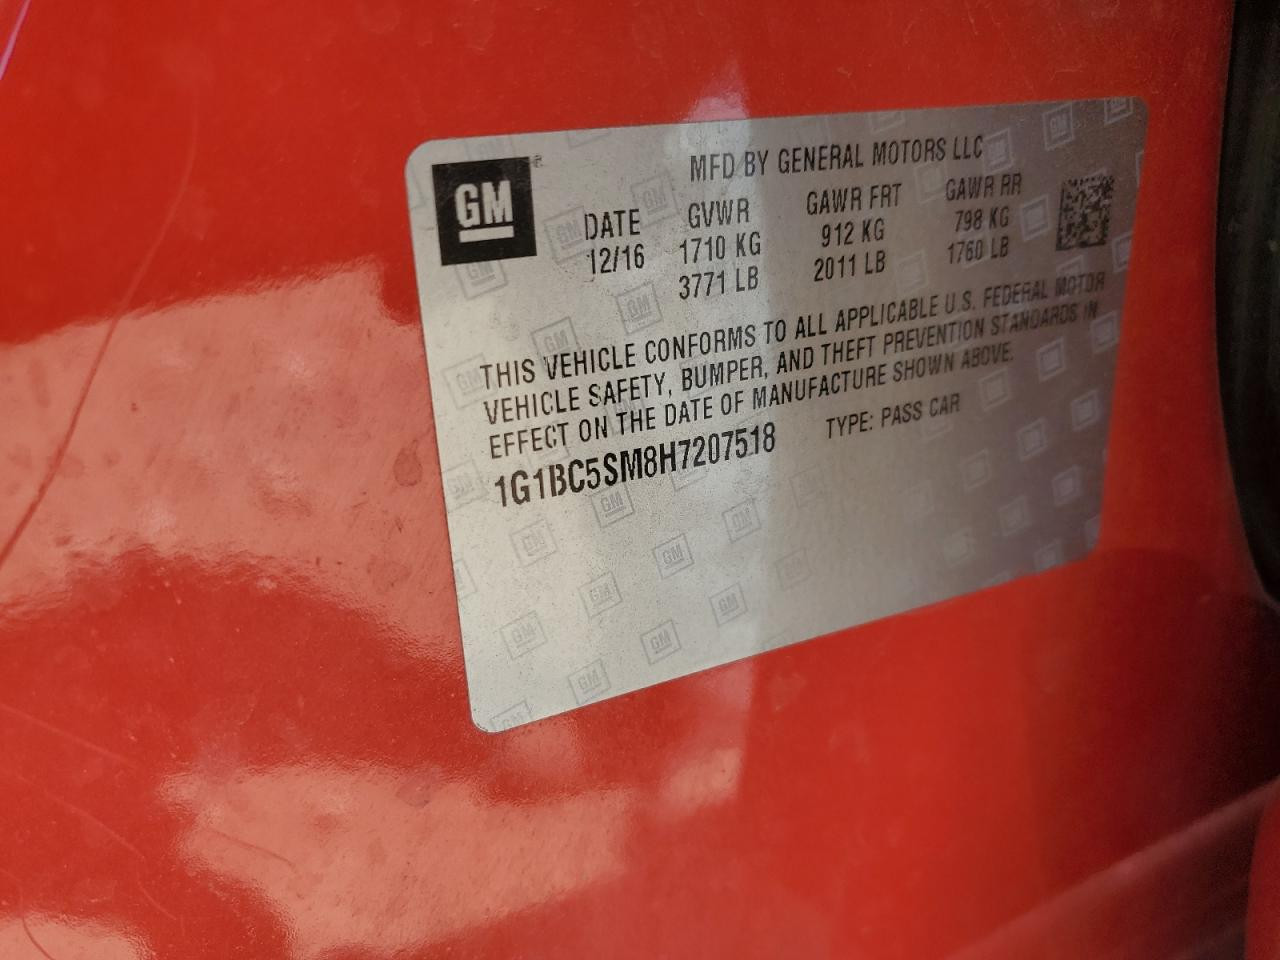 GM
MFD BY GENERAL MOTORS LLC
DATE GVWR GAWR FRT GAWR RR
12/16 1710 KG 912 KG 798 KG
3771 LB 2011 LB 1760 LB
THIS VEHICLE CONFORMS TO ALL APPLICABLE U.S. FEDERAL MOTOR
VEHICLE SAFETY, BUMPER, AND THEFT PREVENTION STANDARDS IN
EFFECT ON THE DATE OF MANUFACTURE SHOWN ABOVE.
1G1BC5SM8H7207518 TYPE: PASS CAR